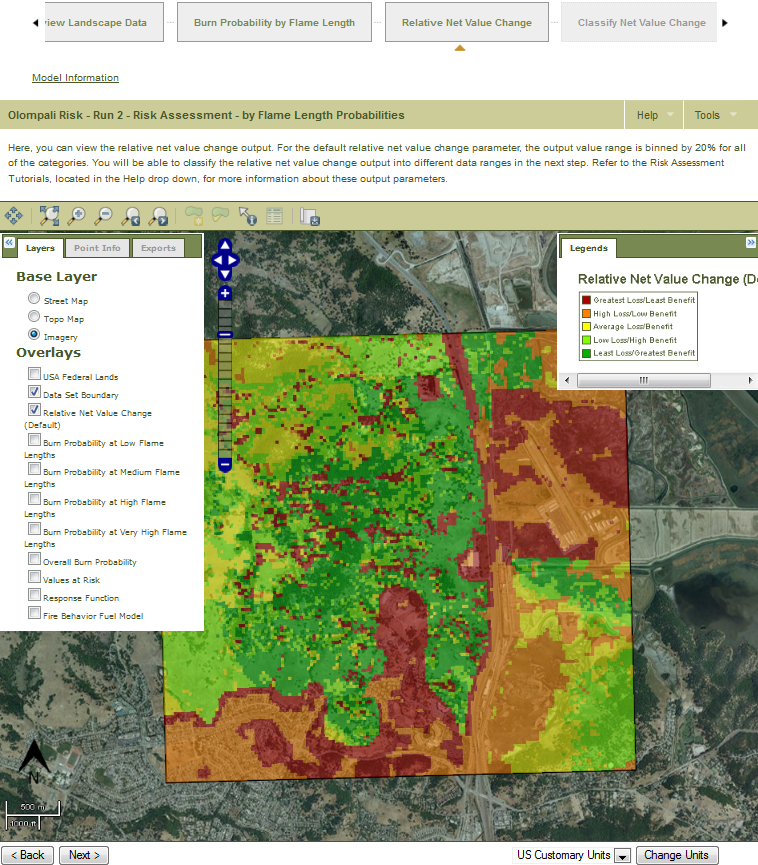 view Landscape Data
Burn Probability by Flame Length
Relative Net Value Change
Classify Net Value Change
Model Information
Olompali Risk - Run 2 - Risk Assessment - by Flame Length Probabilities
Help
Tools
Here, you can view the relative net value change output. For the default relative net value change parameter, the output value range is binned by 20% for all
of the categories. You will be able to classify the relative net value change output into different data ranges in the next step. Refer to the Risk Assessment
Tutorials, located in the Help drop down, for more information about these output parameters.
Layers
Point Info
Exports
Base Layer
Street Map
Topo Map
Imagery
Overlays
USA Federal Lands
Data Set Boundary
Relative Net Value Change
(Default)
Burn Probability at Low Flame
Lengths
Burn Probability at Medium Flame
Lengths
Burn Probability at High Flame
Lengths
Burn Probability at Very High Flame
Lengths
Overall Burn Probability
Values at Risk
Response Function
Fire Behavior Fuel Model
Legends
Relative Net Value Change (D
Greatest Loss/Least Benefit
High Loss/Low Benefit
Average Loss/Benefit
Low Loss/High Benefit
Least Loss/Greatest Benefit
N
500 m
1000 ft
< Back
Next >
US Customary Units
Change Units